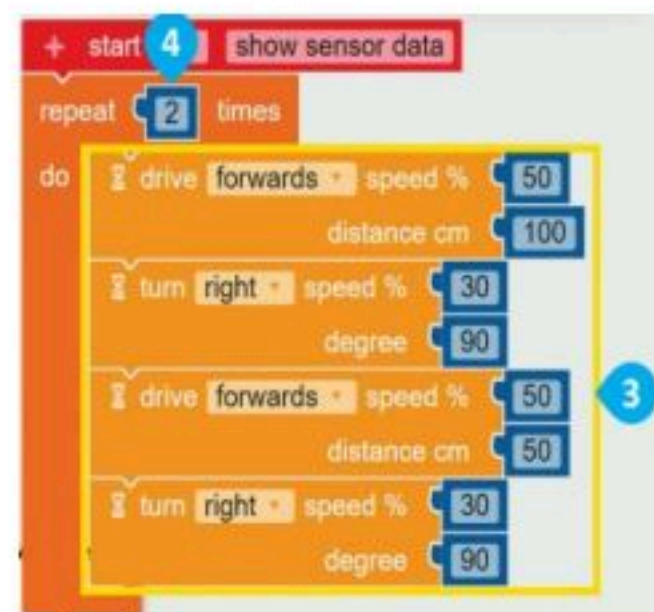 + start 4 show sensor data
repeat 2 times
do drive forwards speed % 50
distance cm 100
turn right speed % 30
degree 90
drive forwards speed % 50
3
distance cm 50
turn right speed % 30
degree 90